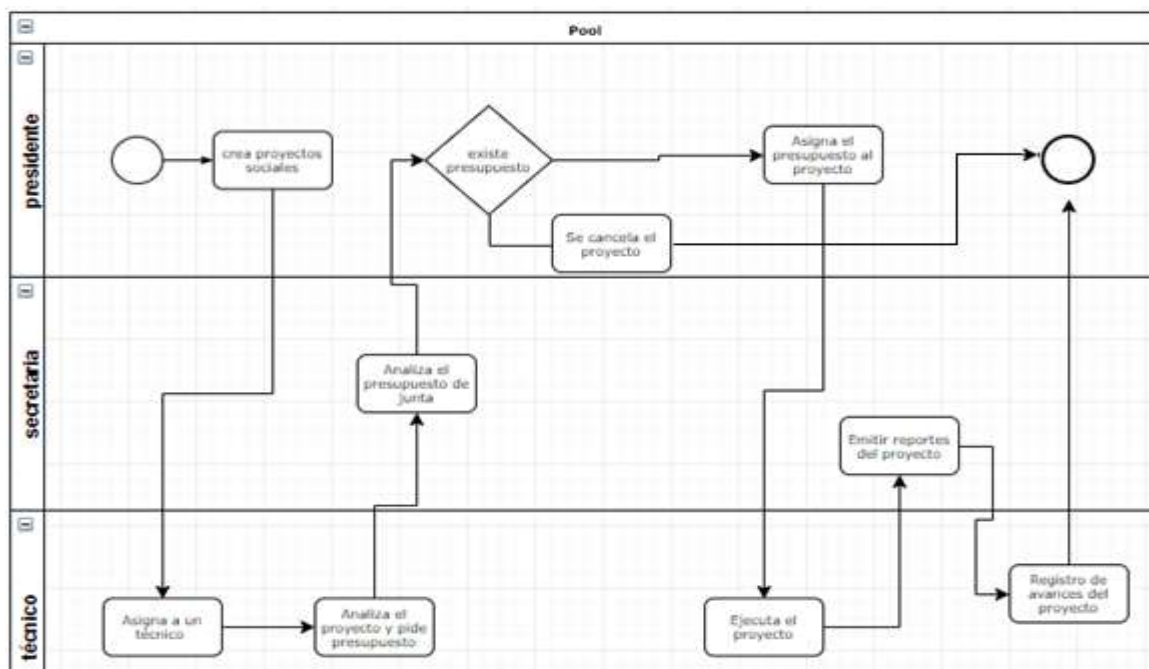 Pool
presidente
crea proyectos
sociales
existe
presupuesto
Asigna el
presupuesto al
proyecto
Se cancela el
proyecto
secretaria
Analiza el
presupuesto de
junta
Emitir reportes
del proyecto
técnico
Asigna a un
técnico
Analiza el
proyecto y pide
presupuesto
Ejecuta el
proyecto
Registro de
avances del
proyecto